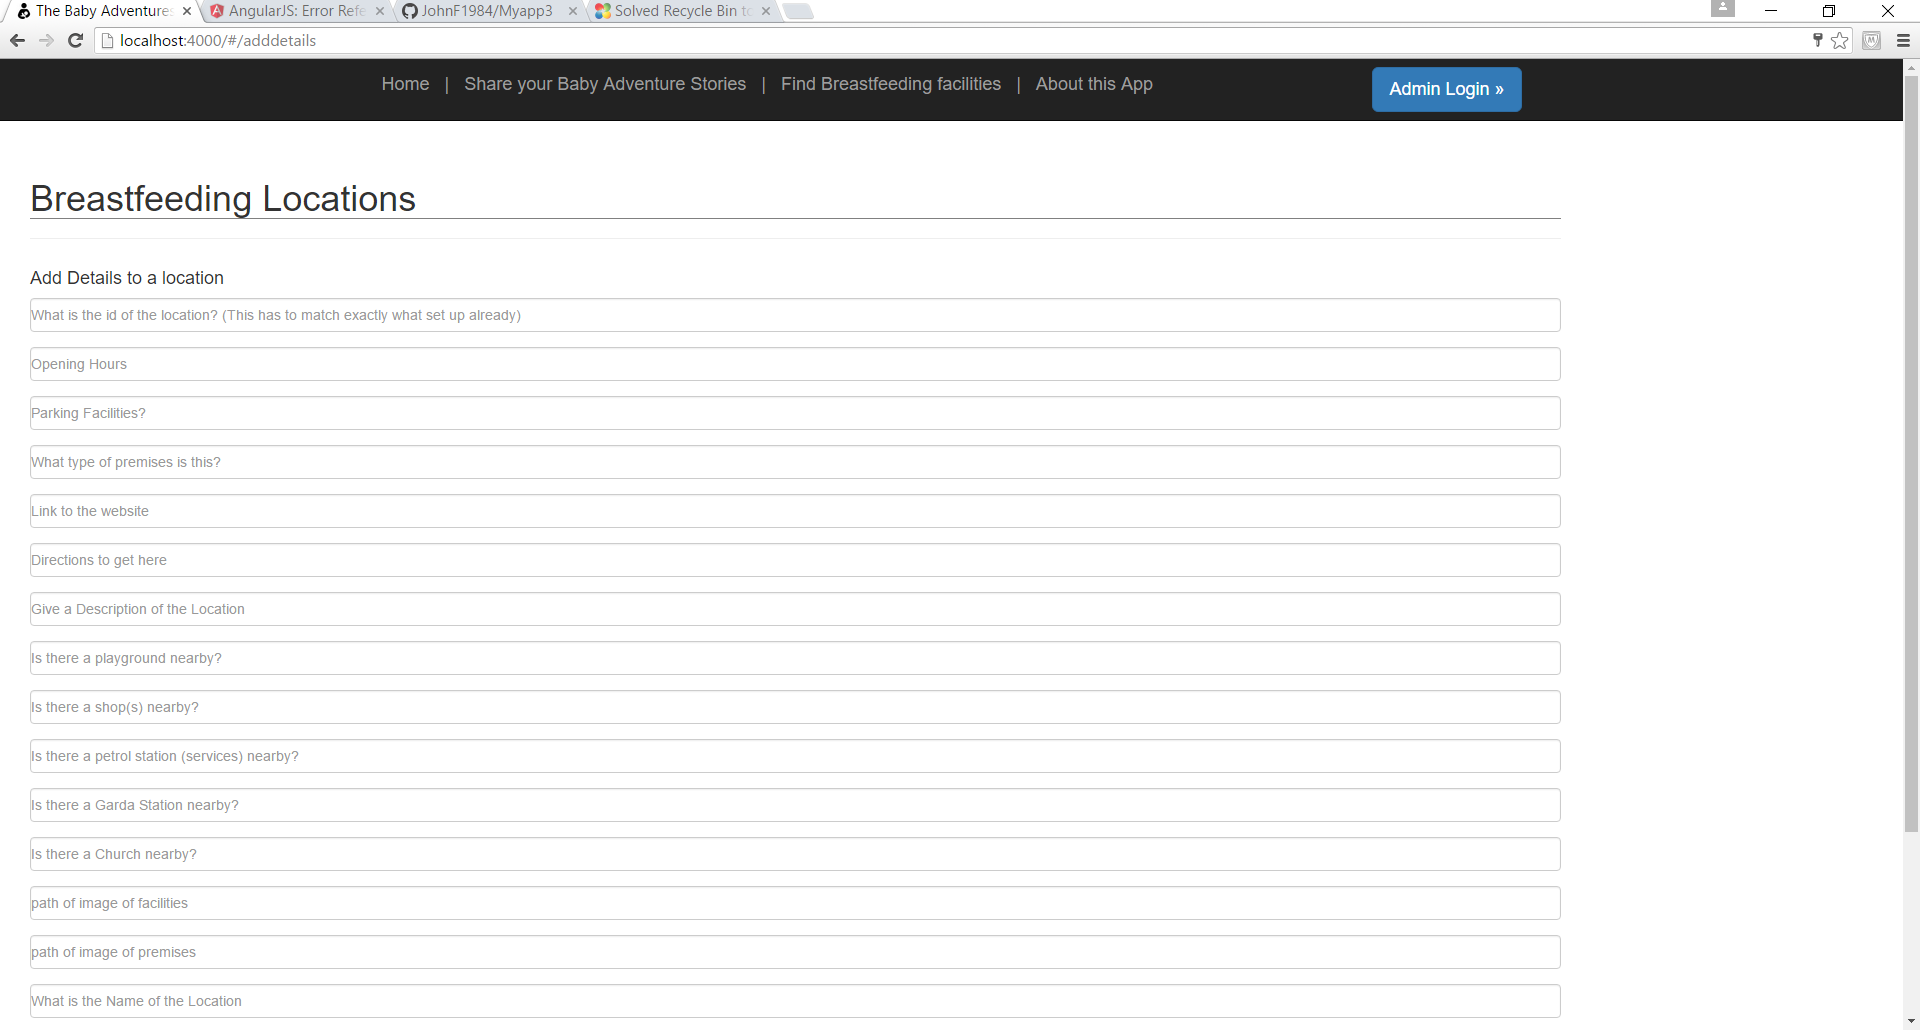 The Baby Adventures
AngularJS: Error Refe
JohnF1984/Myapp3
Solved Recycle Bin to
localhost:4000/#/adddetails
Home | Share your Baby Adventure Stories | Find Breastfeeding facilities | About this App
Admin Login »
Breastfeeding Locations
Add Details to a location
What is the id of the location? (This has to match exactly what set up already)
Opening Hours
Parking Facilities?
What type of premises is this?
Link to the website
Directions to get here
Give a Description of the Location
Is there a playground nearby?
Is there a shop(s) nearby?
Is there a petrol station (services) nearby?
Is there a Garda Station nearby?
Is there a Church nearby?
path of image of facilities
path of image of premises
What is the Name of the Location